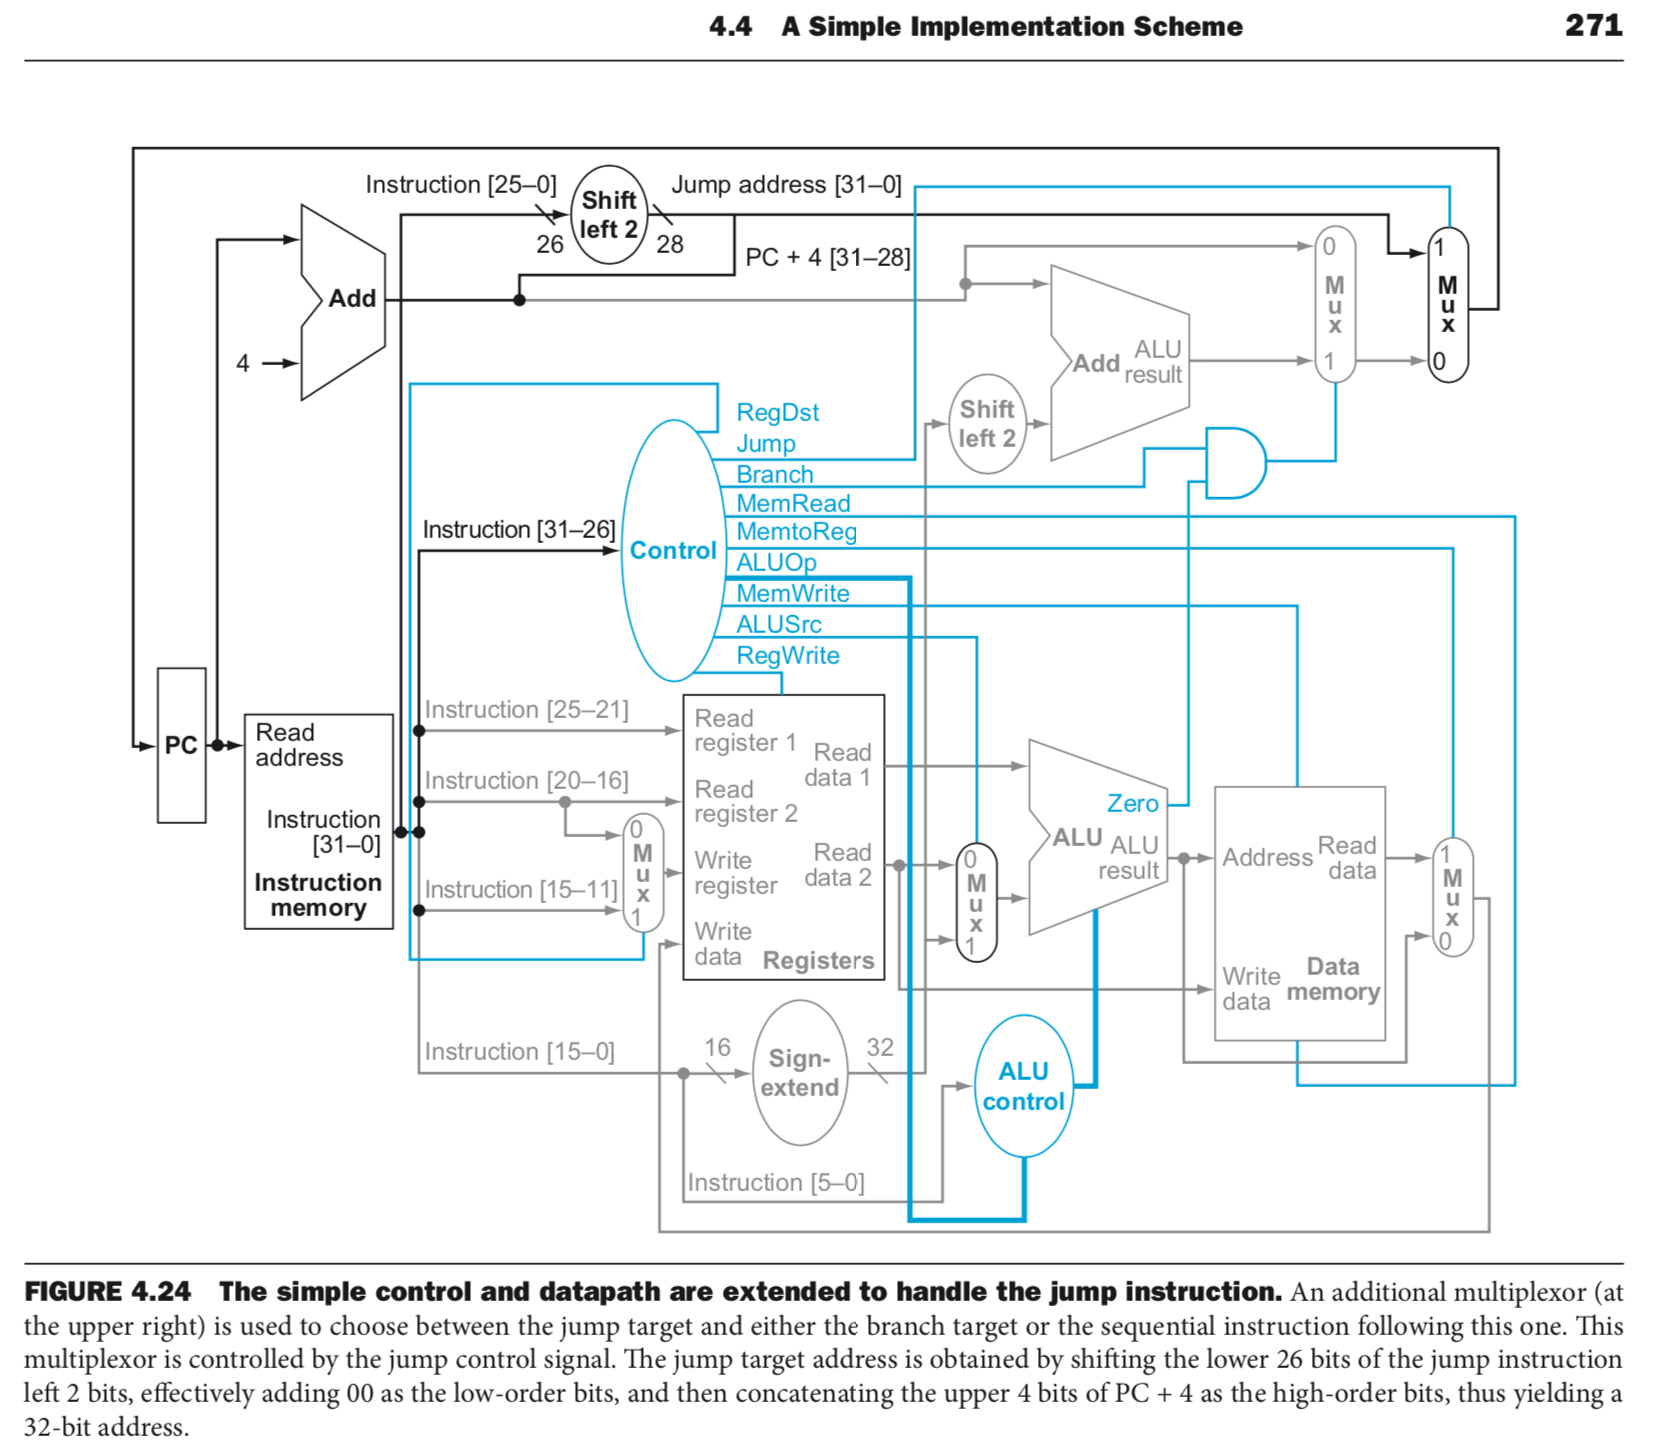 4.4 A Simple Implementation Scheme 271
Instruction [25–0]
Shift
left 2
Jump address [31–0]
26
28
PC + 4 [31–28]
Add
4
0
M
u
x
1
1
M
u
x
0
Add
ALU
result
Shift
left 2
RegDst
Jump
Branch
MemRead
MemtoReg
ALUOp
MemWrite
ALUSrc
RegWrite
Instruction [31–26]
Control
PC
Read
address
Instruction
[31–0]
Instruction
memory
Instruction [25–21]
Instruction [20–16]
Instruction [15–11]
0
M
u
x
1
Read
register 1
Read
register 2
Write
register
Write
data
Read
data 1
Read
data 2
Registers
0
M
u
x
1
Zero
ALU
ALU
result
Address
Read
data
Write
data
Data
memory
1
M
u
x
0
Instruction [15–0]
16
Sign-
extend
32
ALU
control
Instruction [5–0]
FIGURE 4.24 The simple control and datapath are extended to handle the jump instruction. An additional multiplexor (at
the upper right) is used to choose between the jump target and either the branch target or the sequential instruction following this one. This
multiplexor is controlled by the jump control signal. The jump target address is obtained by shifting the lower 26 bits of the jump instruction
left 2 bits, effectively adding 00 as the low-order bits, and then concatenating the upper 4 bits of PC + 4 as the high-order bits, thus yielding a
32-bit address.